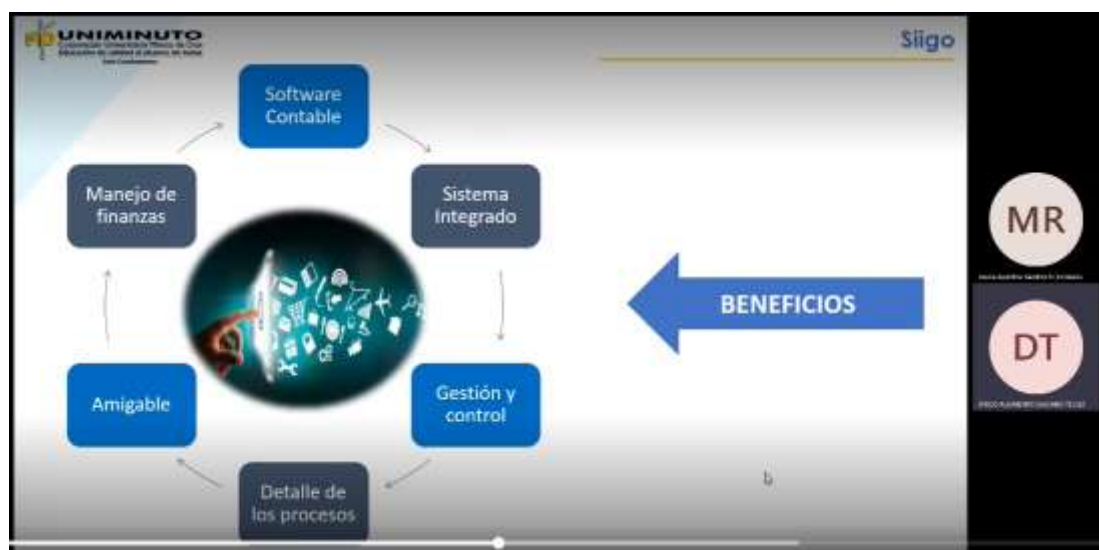 UNIMINUTO
Siigo
Software
Contable
Manejo de
finanzas
Sistema
Integrado
BENEFICIOS
Amigable
Gestión y
control
Detalle de
los procesos
MR
DT